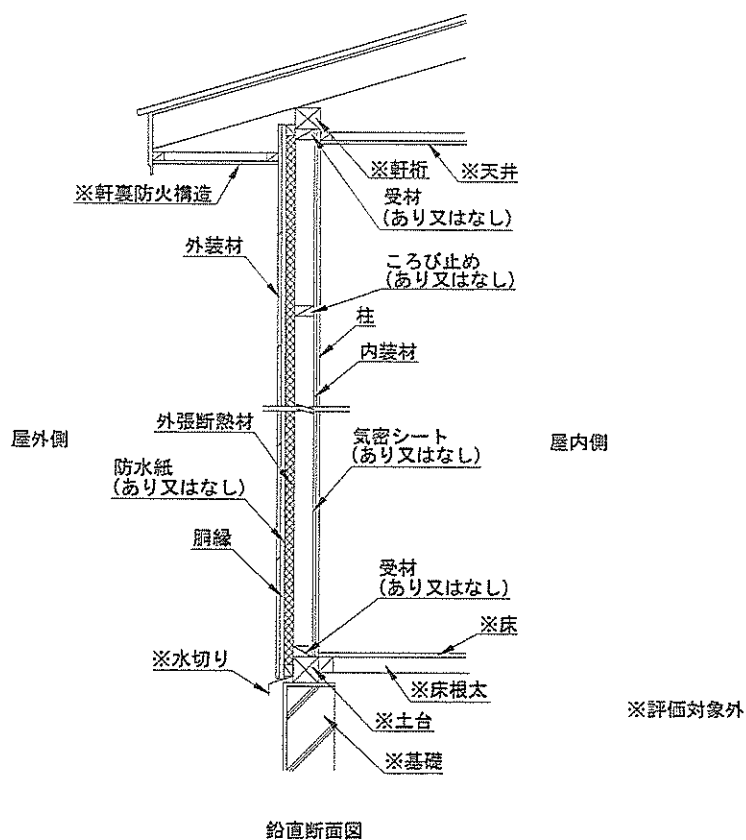 ※軒桁
※天井
※軒裏防火構造
受材
(あり又はなし)
外装材
ころび止め
(あり又はなし)
柱
内装材
屋外側
外張断熱材
気密シート
(あり又はなし)
屋内側
防水紙
(あり又はなし)
胴縁
受材
(あり又はなし)
※床
※水切り
※床根太
※土台
※評価対象外
※基礎
鉛直断面図